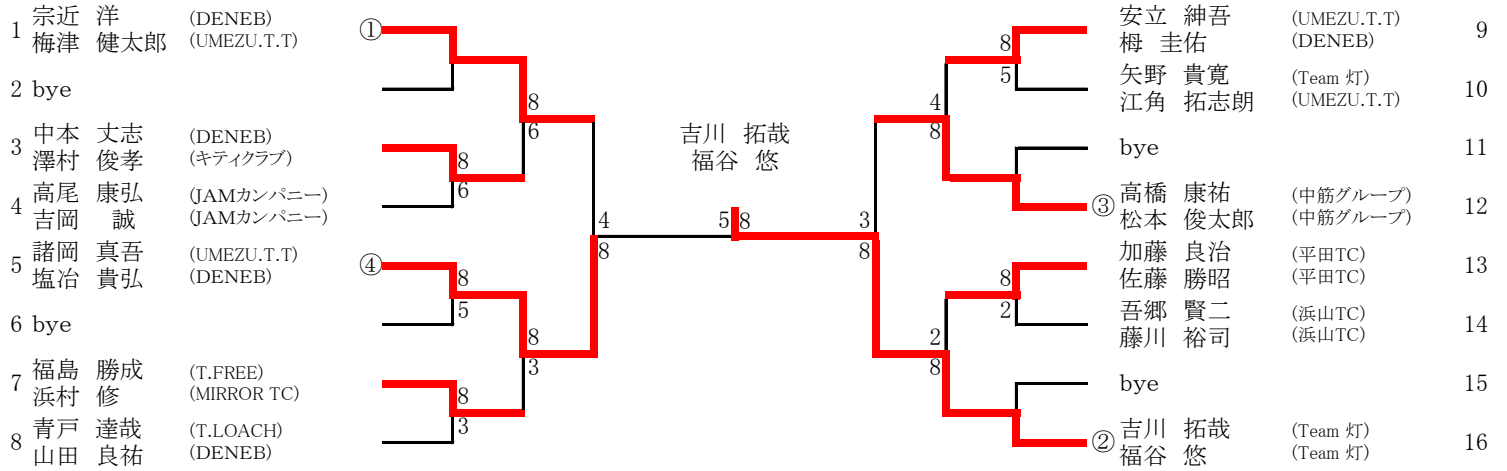 1 宗近 洋 (DENEB) ①
梅津 健太郎 (UMEZU.T.T)
2 bye
8
6
3 中本 丈志 (DENEB)
澤村 俊孝 (キティクラブ)
8
6
4 高尾 康弘 (JAMカンパニー)
吉岡 誠 (JAMカンパニー)
4
8
5 諸岡 真吾 (UMEZU.T.T) ④
塩冶 貴弘 (DENEB)
8
5
6 bye
8
3
7 福島 勝成 (T.FREE)
浜村 修 (MIRROR TC)
8
3
8 青戸 達哉 (T.LOACH)
山田 良祐 (DENEB)
吉川 拓哉
福谷 悠
5 8
安立 紳吾 (UMEZU.T.T) 9
栂 圭佑 (DENEB)
8
5
矢野 貴寛 (Team 灯) 10
江角 拓志朗 (UMEZU.T.T)
4
8
bye 11
③ 高橋 康祐 (中筋グループ) 12
松本 俊太郎 (中筋グループ)
3
8
加藤 良治 (平田TC) 13
佐藤 勝昭 (平田TC)
8
2
吾郷 賢二 (浜山TC) 14
藤川 裕司 (浜山TC)
2
8
bye 15
② 吉川 拓哉 (Team 灯) 16
福谷 悠 (Team 灯)